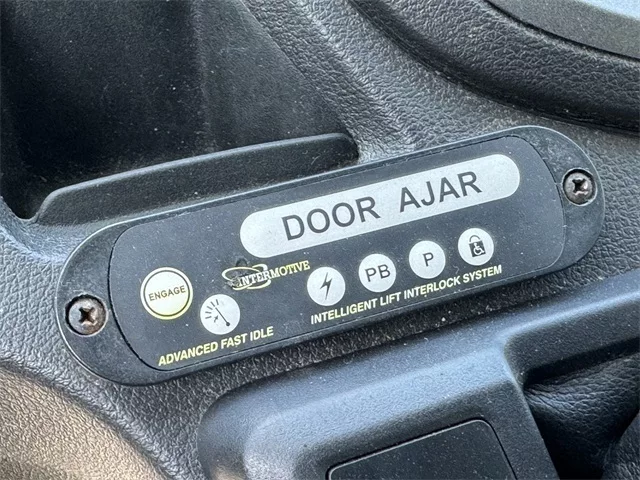 DOOR AJAR
INTERMOTIVE
ENGAGE
PB
P
ADVANCED FAST IDLE
INTELLIGENT LIFT INTERLOCK SYSTEM